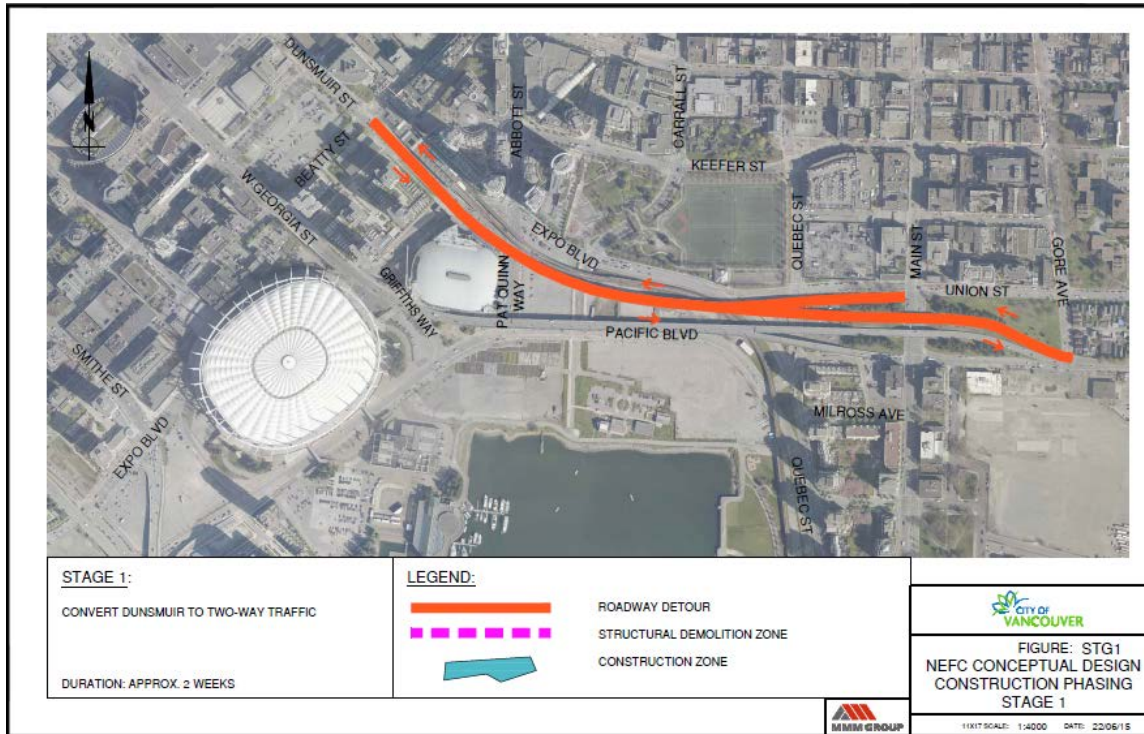 DUNSMUIR ST
ABBOTT ST
CARRALL ST
BEATTY ST
KEEFER ST
W.GEORGIA ST
EXPO BLVD
QUEBEC ST
MAIN ST
GORE AVE
UNION ST
PAT QUINN
WAY
GRIFFITHS WAY
PACIFIC BLVD
SMITHE ST
MILROSS AVE
EXPO BLVD
QUEBEC ST
STAGE 1:
CONVERT DUNSMUIR TO TWO-WAY TRAFFIC
DURATION: APPROX. 2 WEEKS
LEGEND:
ROADWAY DETOUR
STRUCTURAL DEMOLITION ZONE
CONSTRUCTION ZONE
CITY OF
VANCOUVER
FIGURE: STG1
NEFC CONCEPTUAL DESIGN
CONSTRUCTION PHASING
STAGE 1
MMM GROUP
11X17 SCALE: 1:4000 DATE: 22/06/15